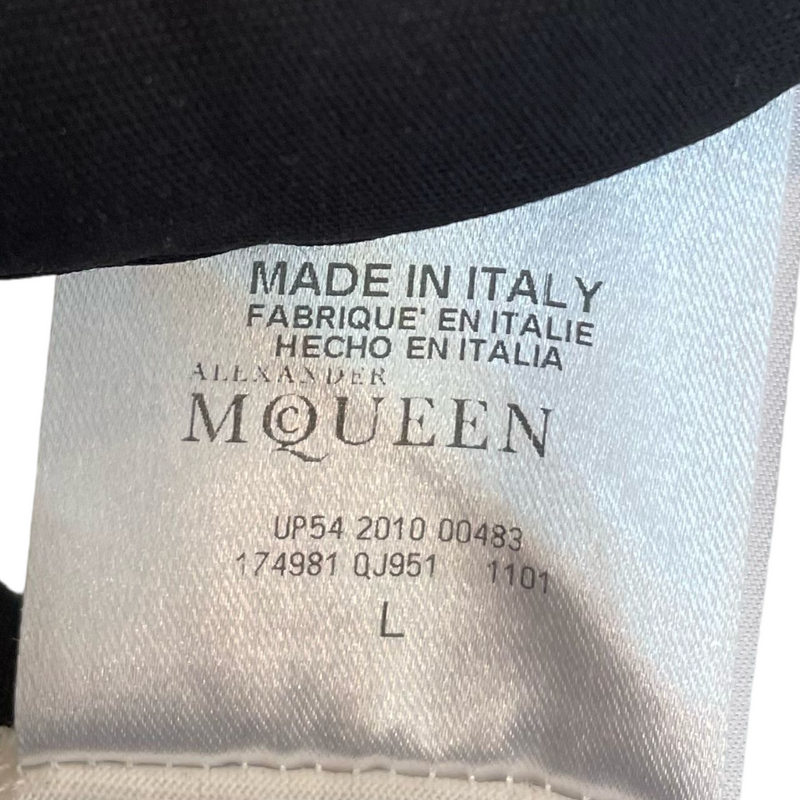 MADE IN ITALY
FABRIQUE' EN ITALIE
HECHO EN ITALIA
ALEXANDER
MCQUEEN
UP54 2010 00483
174981 QJ951 1101
L